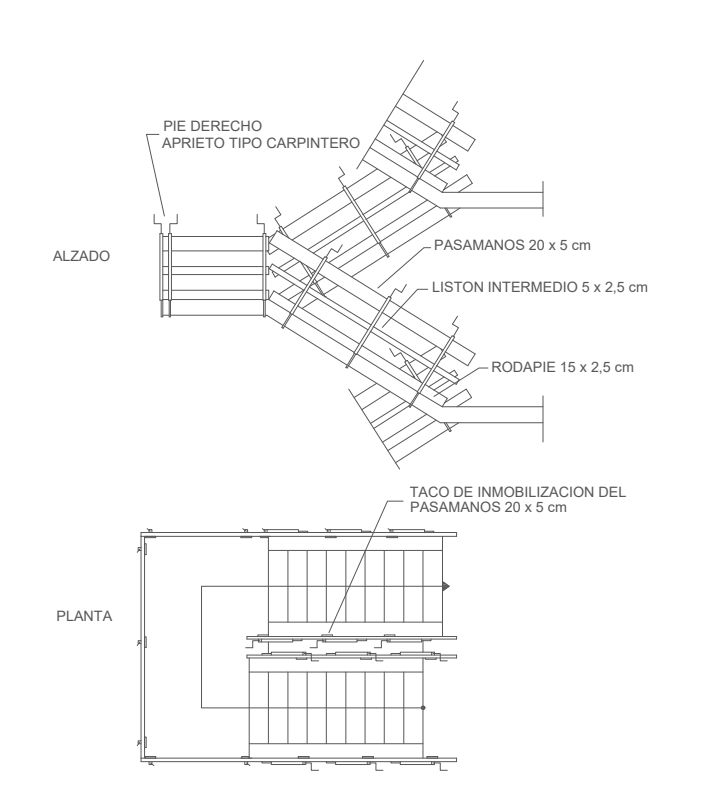 PIE DERECHO
APRIETO TIPO CARPINTERO
ALZADO
PASAMANOS 20 x 5 cm
LISTON INTERMEDIO 5 x 2,5 cm
RODAPIE 15 x 2,5 cm
TACO DE INMOBILIZACION DEL
PASAMANOS 20 x 5 cm
PLANTA